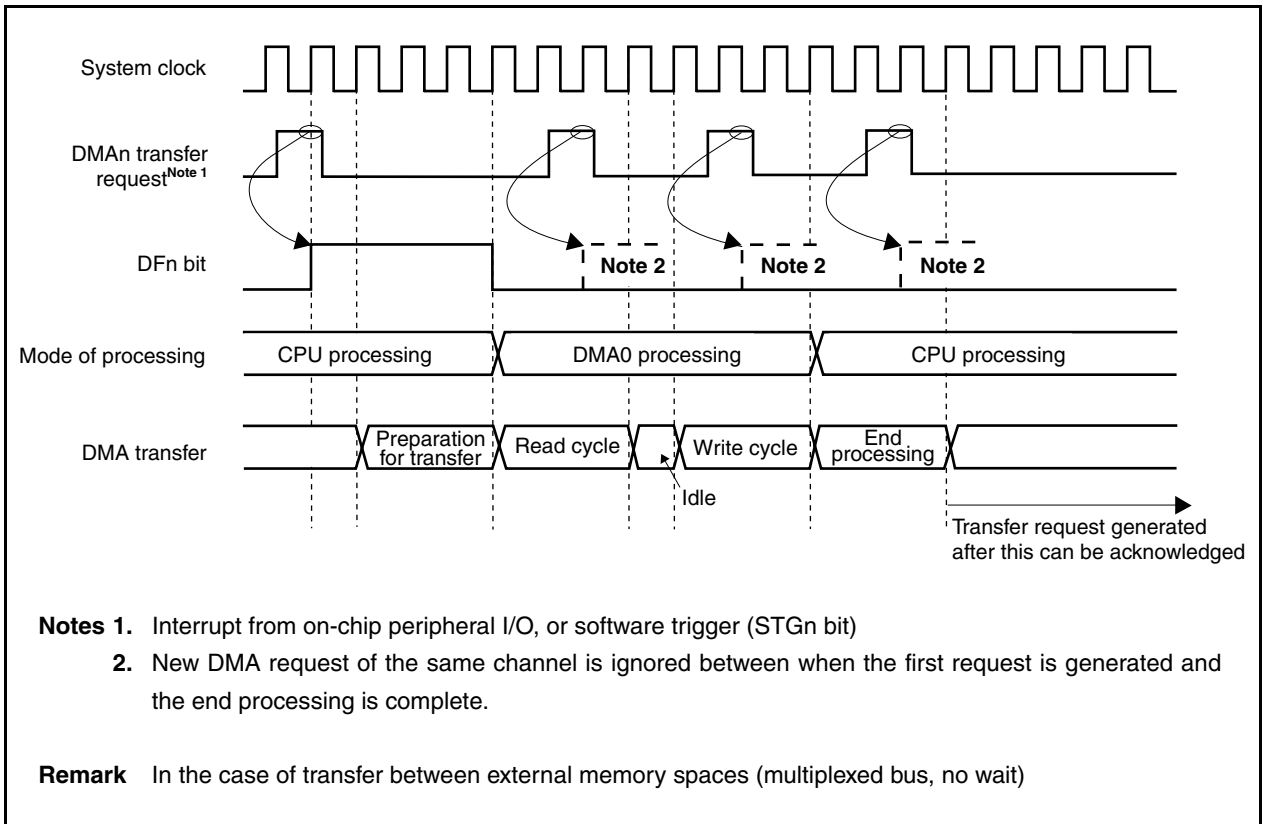 System clock
DMAn transfer
requestNote 1
DFn bit
Note 2
Note 2
Note 2
Mode of processing
CPU processing
DMA0 processing
CPU processing
DMA transfer
Preparation
for transfer
Read cycle
Write cycle
End
processing
Idle
Transfer request generated
after this can be acknowledged
Notes 1. Interrupt from on-chip peripheral I/O, or software trigger (STGn bit)
2. New DMA request of the same channel is ignored between when the first request is generated and
the end processing is complete.
Remark In the case of transfer between external memory spaces (multiplexed bus, no wait)